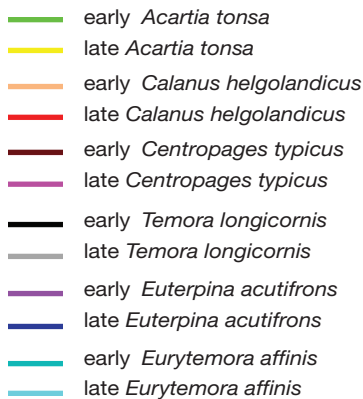 early Acartia tonsa
late Acartia tonsa
early Calanus helgolandicus
late Calanus helgolandicus
early Centropages typicus
late Centropages typicus
early Temora longicornis
late Temora longicornis
early Euterpina acutifrons
late Euterpina acutifrons
early Eurytemora affinis
late Eurytemora affinis